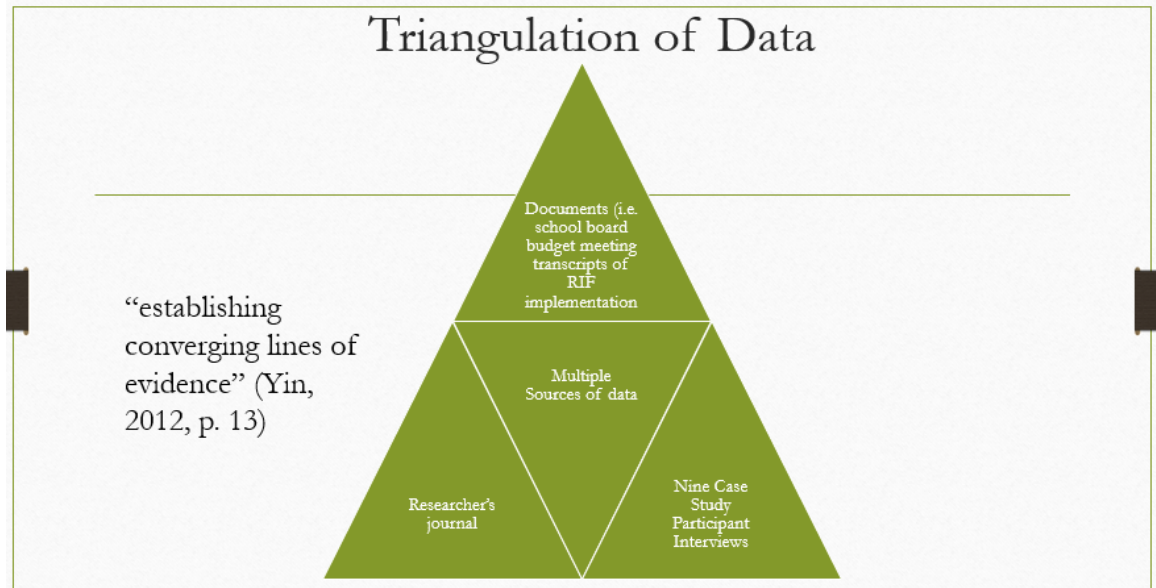 Triangulation of Data
Documents (i.e.
school board
budget meeting
transcripts of
RIF
implementation
“establishing
converging lines of
evidence” (Yin,
2012, p. 13)
Multiple
Sources of data
Researcher’s
journal
Nine Case
Study
Participant
Interviews